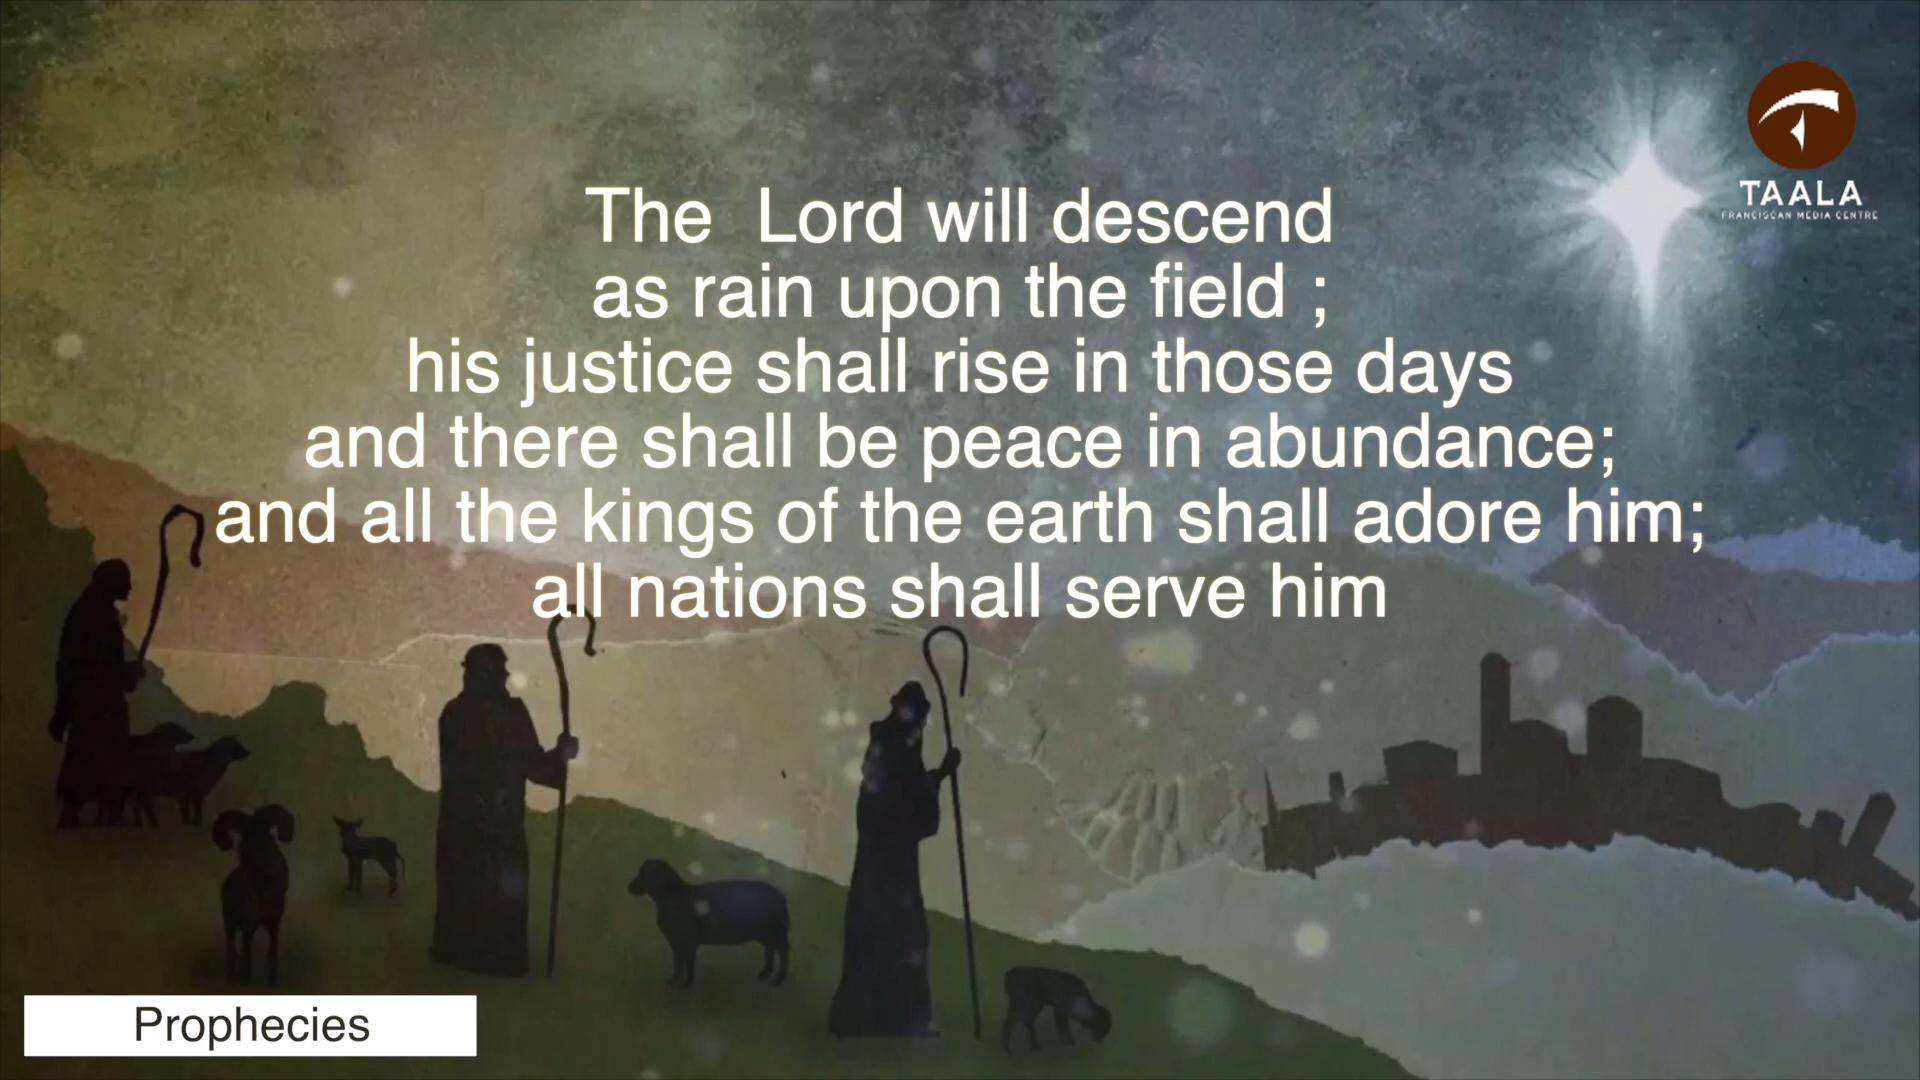 TAALA
FRANCISCAN MEDIA CENTRE
The  Lord will descend
as rain upon the field ;
his justice shall rise in those days
and there shall be peace in abundance;
and all the kings of the earth shall adore him;
all nations shall serve him
Prophecies